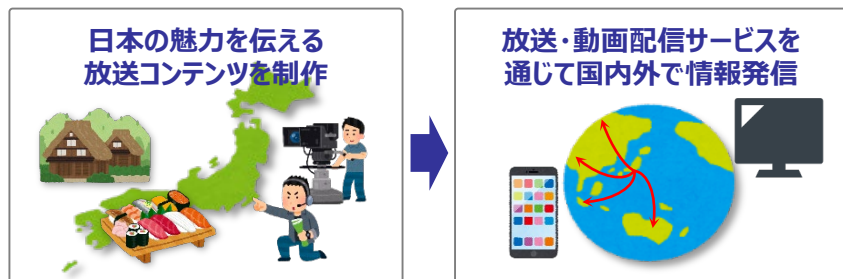 日本の魅力を伝える
放送コンテンツを制作
放送・動画配信サービスを
通じて国内外で情報発信